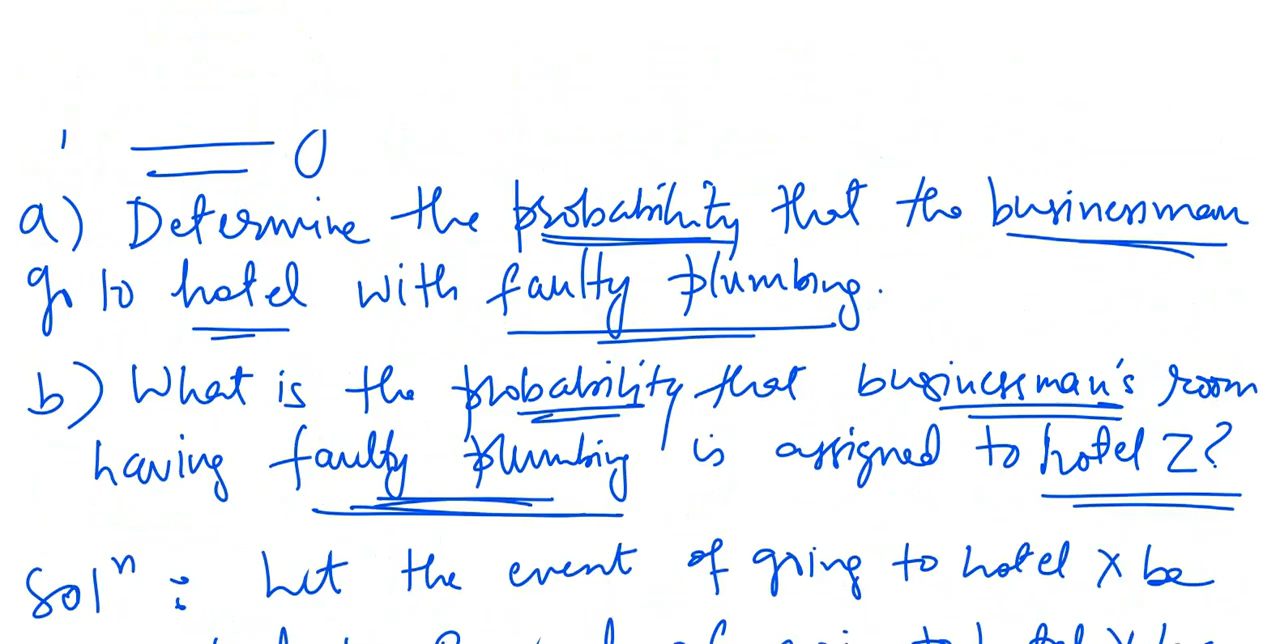 a) Determine the probability that the businessman
go to hotel with faulty plumbing.
b) What is the probability that businessman's room
having faulty plumbing is assigned to hotel Z?
Solⁿ : Let the event of going to hotel X be